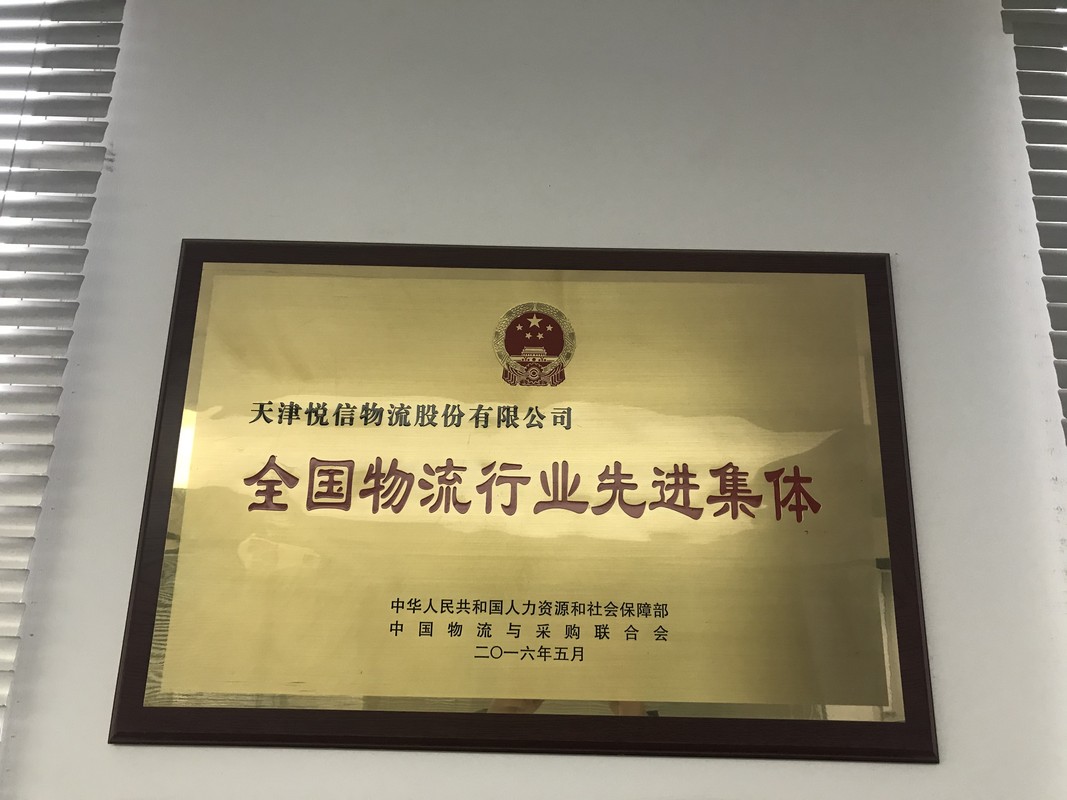 天津悦信物流股份有限公司
全国物流行业先进集体
中华人民共和国人力资源和社会保障部
中国物流与采购联合会
二〇一六年五月